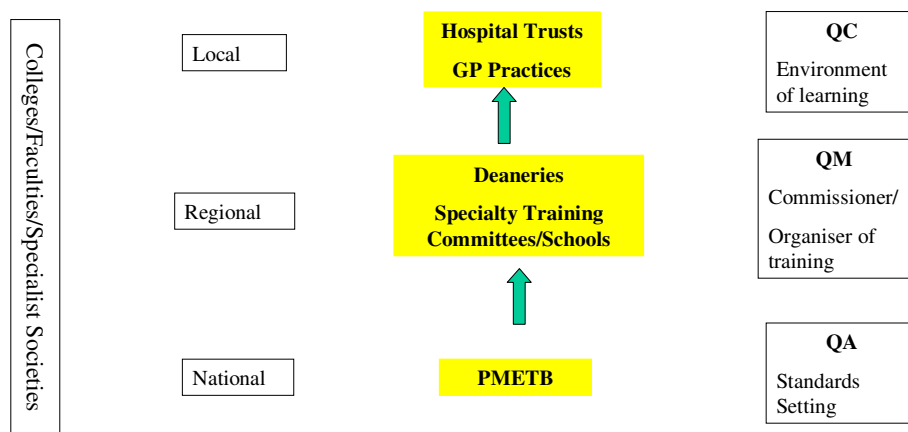 Colleges/Faculties/Specialist Societies
Local
Hospital Trusts
GP Practices
QC
Environment
of learning
Regional
Deaneries
Specialty Training
Committees/Schools
QM
Commissioner/
Organiser of
training
National
PMETB
QA
Standards
Setting